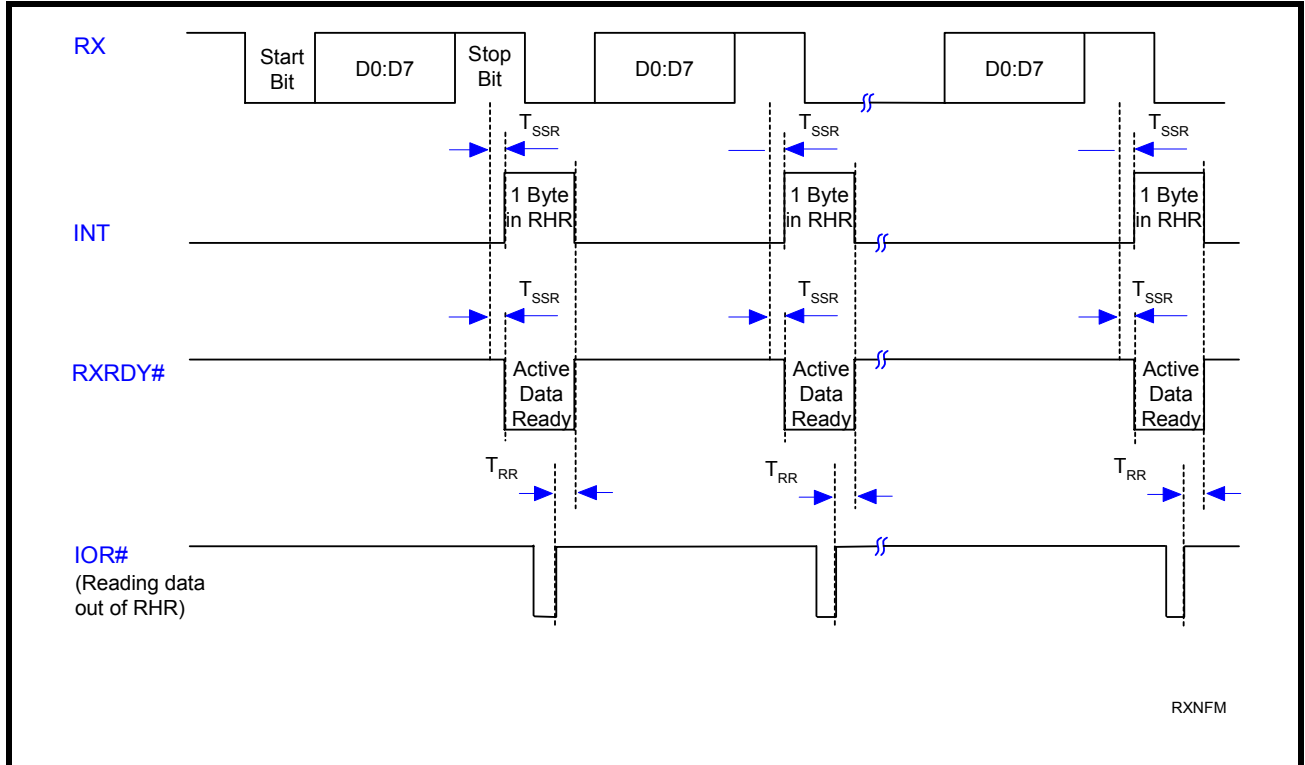 RX
Start
Bit
D0:D7
Stop
Bit
D0:D7
D0:D7
TSSR
TSSR
TSSR
INT
1 Byte
in RHR
1 Byte
in RHR
1 Byte
in RHR
TSSR
TSSR
TSSR
RXRDY#
Active
Data
Ready
Active
Data
Ready
Active
Data
Ready
TRR
TRR
TRR
IOR#
(Reading data
out of RHR)
RXNFM